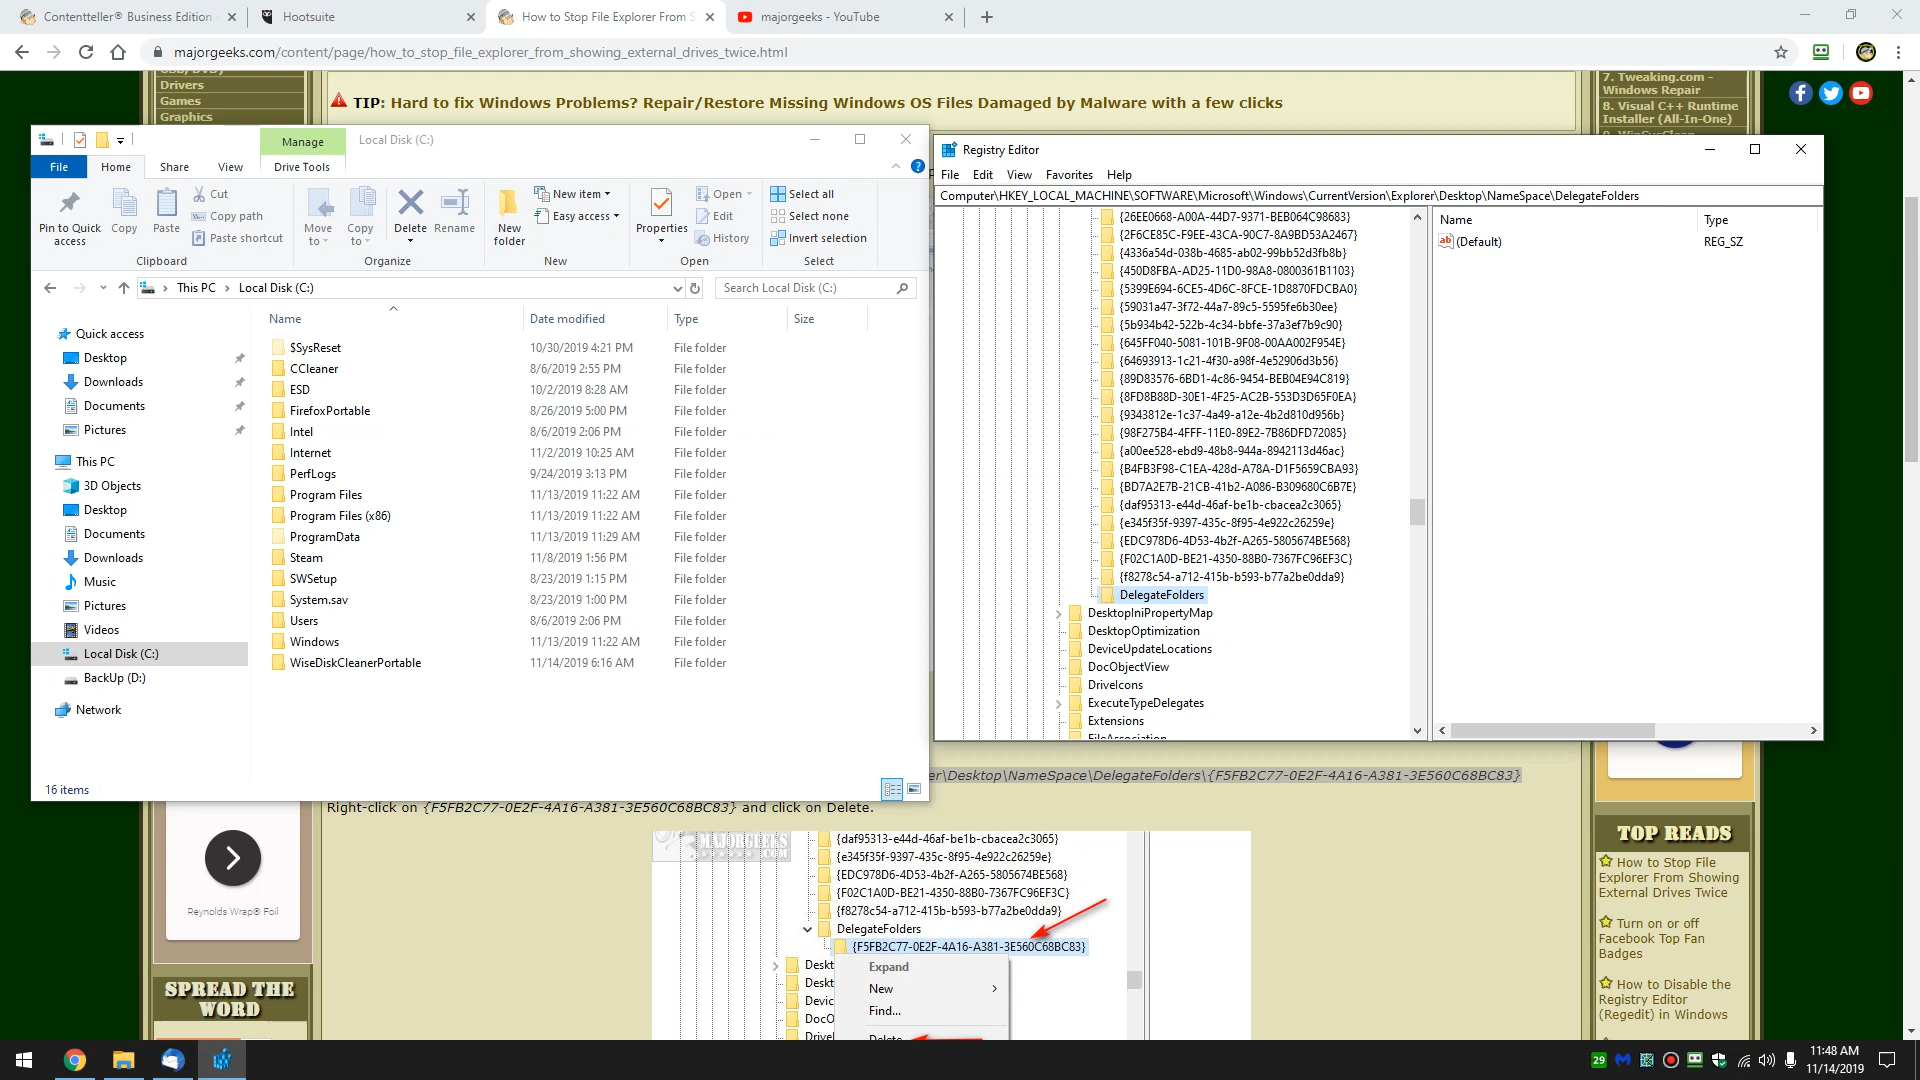 Contentteller® Business Edition
Hootsuite
How to Stop File Explorer From S
majorgeeks - YouTube
majorgeeks.com/content/page/how_to_stop_file_explorer_from_showing_external_drives_twice.html
Drivers
Games
Graphics
TIP: Hard to fix Windows Problems? Repair/Restore Missing Windows OS Files Damaged by Malware with a few clicks
7. Tweaking.com -
Windows Repair
8. Visual C++ Runtime
Installer (All-In-One)
Manage
Local Disk (C:)
File
Home
Share
View
Drive Tools
Pin to Quick
access
Copy
Paste
Cut
Copy path
Paste shortcut
Clipboard
Move
to
Copy
to
Delete
Rename
Organize
New
folder
New item
Easy access
New
Properties
Open
Edit
History
Open
Select all
Select none
Invert selection
Select
This PC
Local Disk (C:)
Search Local Disk (C:)
Quick access
Desktop
Downloads
Documents
Pictures
This PC
3D Objects
Desktop
Documents
Downloads
Music
Pictures
Videos
Local Disk (C:)
BackUp (D:)
Network
Name Date modified Type Size
$SysReset 10/30/2019 4:21 PM File folder
CCleaner 8/6/2019 2:55 PM File folder
ESD 10/2/2019 8:28 AM File folder
FirefoxPortable 8/26/2019 5:00 PM File folder
Intel 8/6/2019 2:06 PM File folder
Internet 11/2/2019 10:25 AM File folder
PerfLogs 9/24/2019 3:13 PM File folder
Program Files 11/13/2019 11:22 AM File folder
Program Files (x86) 11/13/2019 11:22 AM File folder
ProgramData 11/13/2019 11:29 AM File folder
Steam 11/8/2019 1:56 PM File folder
SWSetup 8/23/2019 1:15 PM File folder
System.sav 8/23/2019 1:00 PM File folder
Users 8/6/2019 2:06 PM File folder
Windows 11/13/2019 11:22 AM File folder
WiseDiskCleanerPortable 11/14/2019 6:16 AM File folder
16 items
Registry Editor
File Edit View Favorites Help
Computer\HKEY_LOCAL_MACHINE\SOFTWARE\Microsoft\Windows\CurrentVersion\Explorer\Desktop\NameSpace\DelegateFolders
{26EE0668-A00A-44D7-9371-BEB064C98683}
{2F6CE85C-F9EE-43CA-90C7-8A9BD53A2467}
{4336a54d-038b-4685-ab02-99bb52d3fb8b}
{450D8FBA-AD25-11D0-98A8-0800361B1103}
{5399E694-6CE5-4D6C-8FCE-1D8870FDCBA0}
{59031a47-3f72-44a7-89c5-5595fe6b30ee}
{5b934b42-522b-4c34-bbfe-37a3ef7b9c90}
{645FF040-5081-101B-9F08-00AA002F954E}
{64693913-1c21-4f30-a98f-4e52906d3b56}
{89D83576-6BD1-4c86-9454-BEB04E94C819}
{8FD8B88D-30E1-4F25-AC2B-553D3D65F0EA}
{9343812e-1c37-4a49-a12e-4b2d810d956b}
{98F275B4-4FFF-11E0-89E2-7B86DFD72085}
{a00ee528-ebd9-48b8-944a-8942113d46ac}
{B4FB3F98-C1EA-428d-A78A-D1F5659CBA93}
{BD7A2E7B-21CB-41b2-A086-B309680C6B7E}
{daf95313-e44d-46af-be1b-cbacea2c3065}
{e345f35f-9397-435c-8f95-4e922c26259e}
{EDC978D6-4D53-4b2f-A265-5805674BE568}
{F02C1A0D-BE21-4350-88B0-7367FC96EF3C}
{f8278c54-a712-415b-b593-b77a2be0dda9}
DelegateFolders
DesktopIniPropertyMap
DesktopOptimization
DeviceUpdateLocations
DocObjectView
DriveIcons
ExecuteTypeDelegates
Extensions
FileAssociation
Name Type
(Default) REG_SZ
er\Desktop\NameSpace\DelegateFolders\{F5FB2C77-0E2F-4A16-A381-3E560C68BC83}
Right-click on {F5FB2C77-0E2F-4A16-A381-3E560C68BC83} and click on Delete.
MAJORGEEKS
.COM
{daf95313-e44d-46af-be1b-cbacea2c3065}
{e345f35f-9397-435c-8f95-4e922c26259e}
{EDC978D6-4D53-4b2f-A265-5805674BE568}
{F02C1A0D-BE21-4350-88B0-7367FC96EF3C}
{f8278c54-a712-415b-b593-b77a2be0dda9}
DelegateFolders
{F5FB2C77-0E2F-4A16-A381-3E560C68BC83}
Deskt
Deskt
Devic
DocO
Drivel
Expand
New
Find...
Delete
Reynolds Wrap® Foil
SPREAD THE
WORD
TOP READS
How to Stop File
Explorer From Showing
External Drives Twice
Turn on or off
Facebook Top Fan
Badges
How to Disable the
Registry Editor
(Regedit) in Windows
29
11:48 AM
11/14/2019